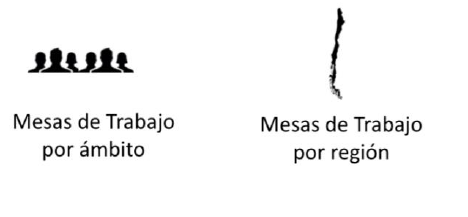 Mesas de Trabajo
por ámbito
Mesas de Trabajo
por región